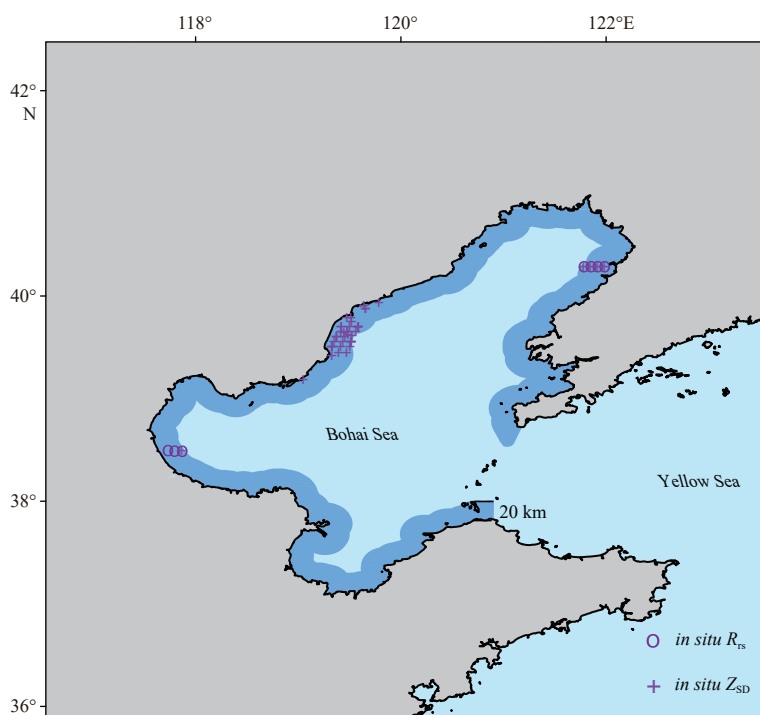 118° 120° 122°E
42°
N
40°
Bohai Sea
Yellow Sea
38°
20 km
in situ Rrs
in situ ZSD
36°